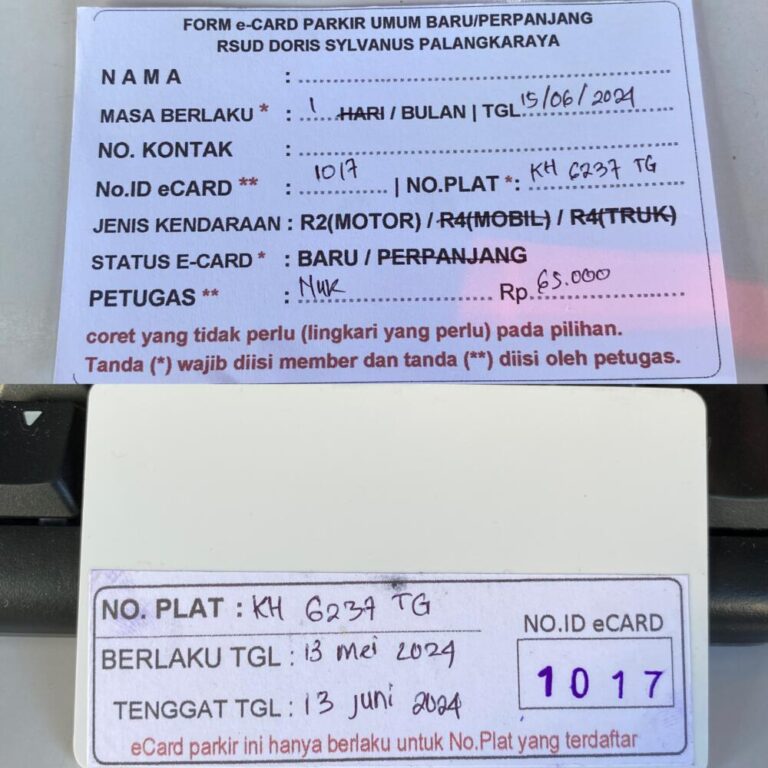 FORM e-CARD PARKIR UMUM BARU/PERPANJANG
RSUD DORIS SYLVANUS PALANGKARAYA
NAMA :
MASA BERLAKU * : 1 HARI / BULAN | TGL 15/06/2024
NO. KONTAK :
No.ID eCARD ** : 1017 | NO.PLAT *: KH 6237 TG
JENIS KENDARAAN : R2(MOTOR) / R4(MOBIL) / R4(TRUK)
STATUS E-CARD * : BARU / PERPANJANG
PETUGAS ** : NUR Rp 65.000
coret yang tidak perlu (lingkari yang perlu) pada pilihan.
Tanda (*) wajib diisi member dan tanda (**) diisi oleh petugas.
NO. PLAT : KH 6237 TG
BERLAKU TGL : 13 mei 2024
TENGGAT TGL : 13 juni 2024
NO.ID eCARD
1017
eCard parkir ini hanya berlaku untuk No.Plat yang terdaftar